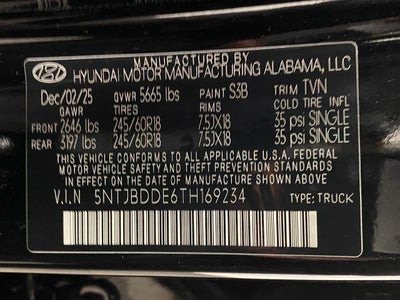 MANUFACTURED BY
HYUNDAI MOTOR MANUFACTURING ALABAMA, LLC
Dec/02/25 GVWR 5665 lbs PAINT S3B TRIM TVN
GAWR TIRES RIMS COLD TIRE INFL
FRONT 2646 lbs 245/60R18 7.5JX18 35 psi SINGLE
REAR 3197 lbs 245/60R18 7.5JX18 35 psi SINGLE
THIS VEHICLE CONFORMS TO ALL APPLICABLE U.S.A. FEDERAL
MOTOR VEHICLE SAFETY AND THEFT PREVENTION STANDARDS
IN EFFECT ON THE DATE OF MANUFACTURE SHOWN ABOVE.
V.I.N 5NTJBDDE6TH169234 TYPE: TRUCK